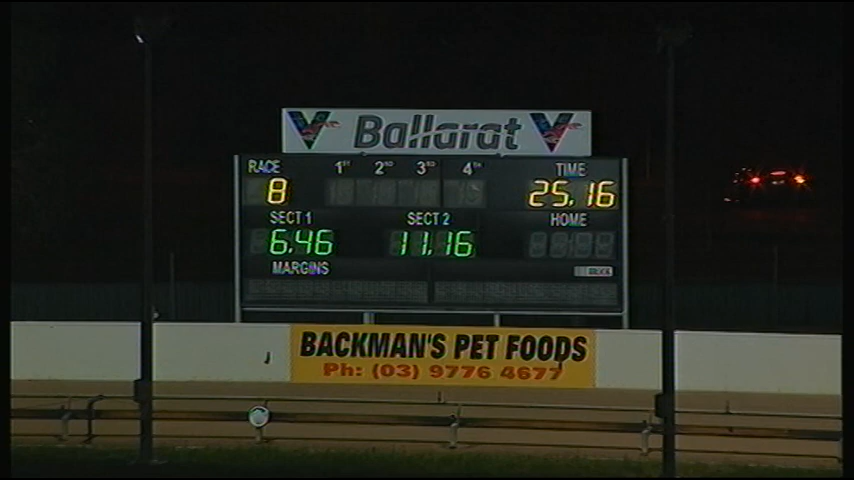 Ballarat
RACE 1ST 2ND 3RD 4TH TIME
8 25.16
SECT 1 SECT 2 HOME
6.46 11.16
MARGINS
BACKMAN'S PET FOODS
Ph: (03) 9776 4677